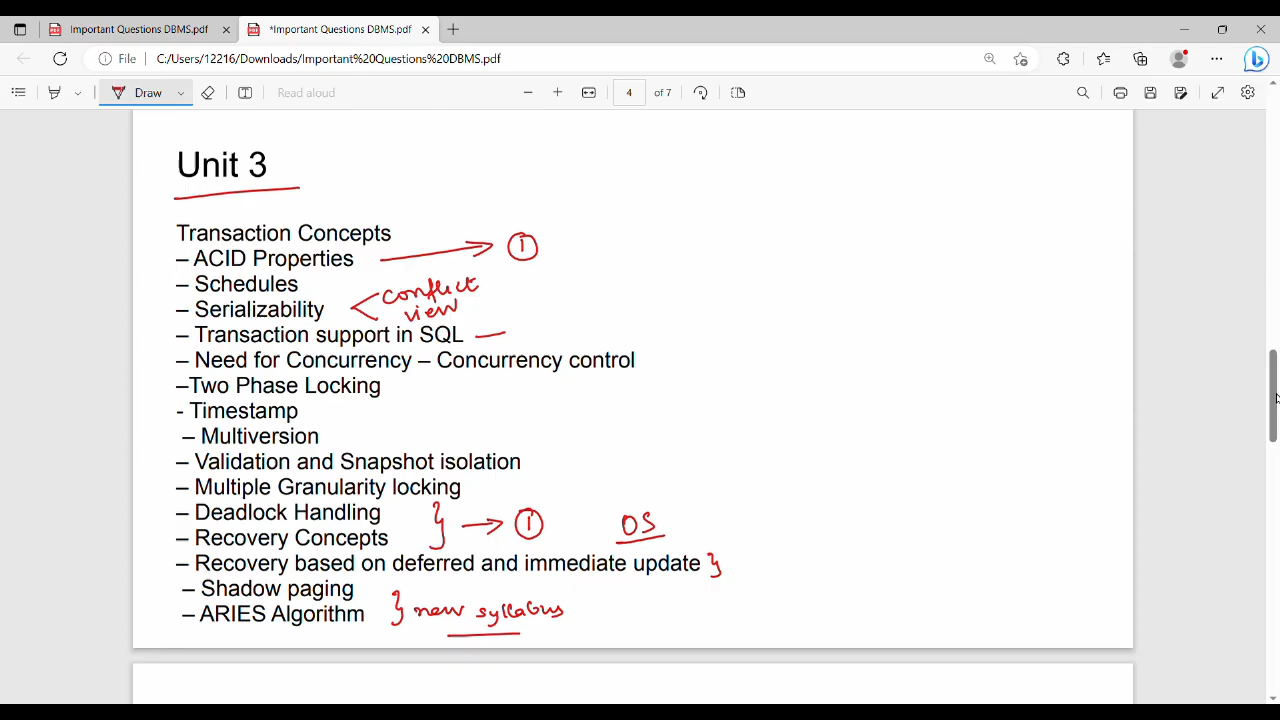 Important Questions DBMS.pdf
*Important Questions DBMS.pdf
File C:/Users/12216/Downloads/Important%20Questions%20DBMS.pdf
Draw Read aloud 4 of 7
Unit 3
Transaction Concepts
– ACID Properties → ①
– Schedules
conflict
– Serializability
view
– Transaction support in SQL —
– Need for Concurrency – Concurrency control
–Two Phase Locking
- Timestamp
– Multiversion
– Validation and Snapshot isolation
– Multiple Granularity locking
– Deadlock Handling
} → ① OS
– Recovery Concepts
– Recovery based on deferred and immediate update }
– Shadow paging
– ARIES Algorithm } new syllabus